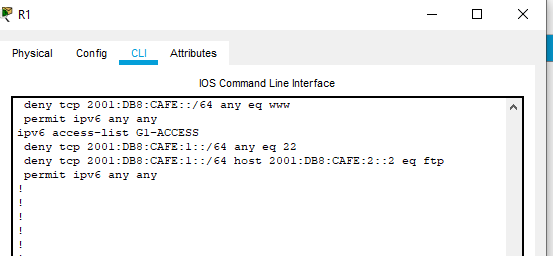 R1
Physical Config CLI Attributes
IOS Command Line Interface
deny tcp 2001:DB8:CAFE::/64 any eq www
permit ipv6 any any
ipv6 access-list G1-ACCESS
deny tcp 2001:DB8:CAFE:1::/64 any eq 22
deny tcp 2001:DB8:CAFE:1::/64 host 2001:DB8:CAFE:2::2 eq ftp
permit ipv6 any any
!
!
!
!
!
!